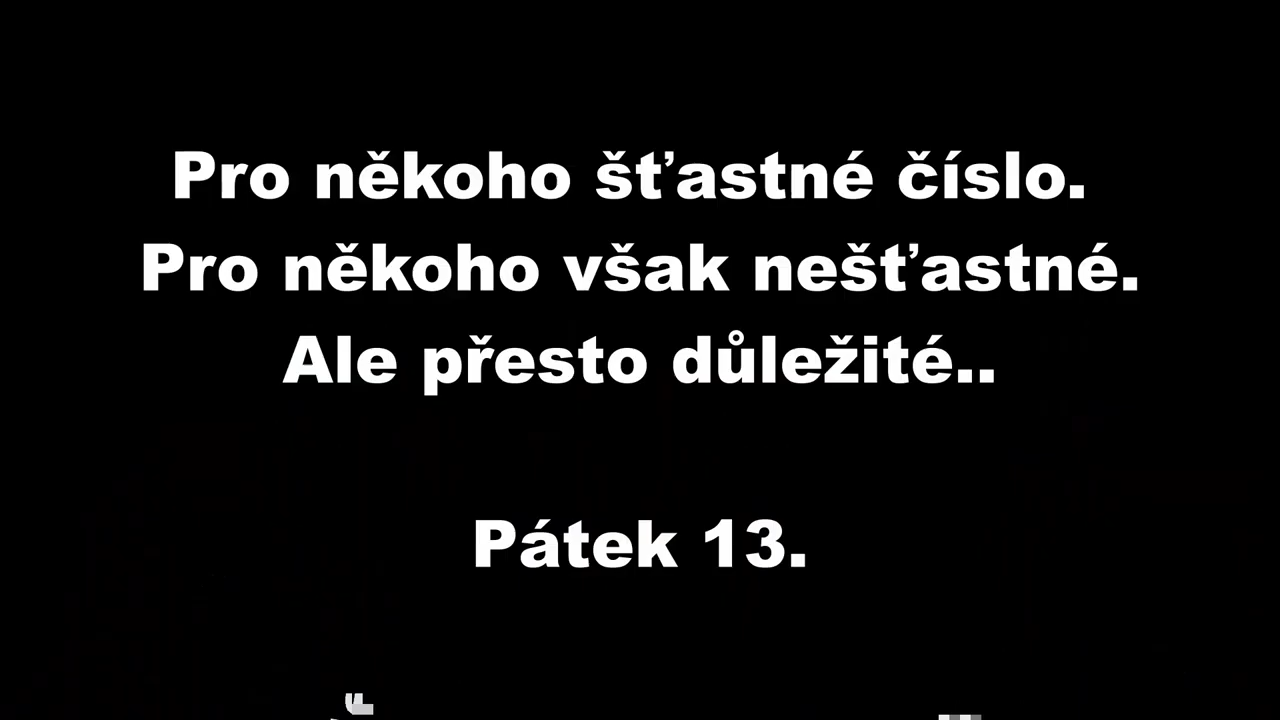 Pro někoho šťastné číslo.
Pro někoho však nešťastné.
Ale přesto důležité..
Pátek 13.